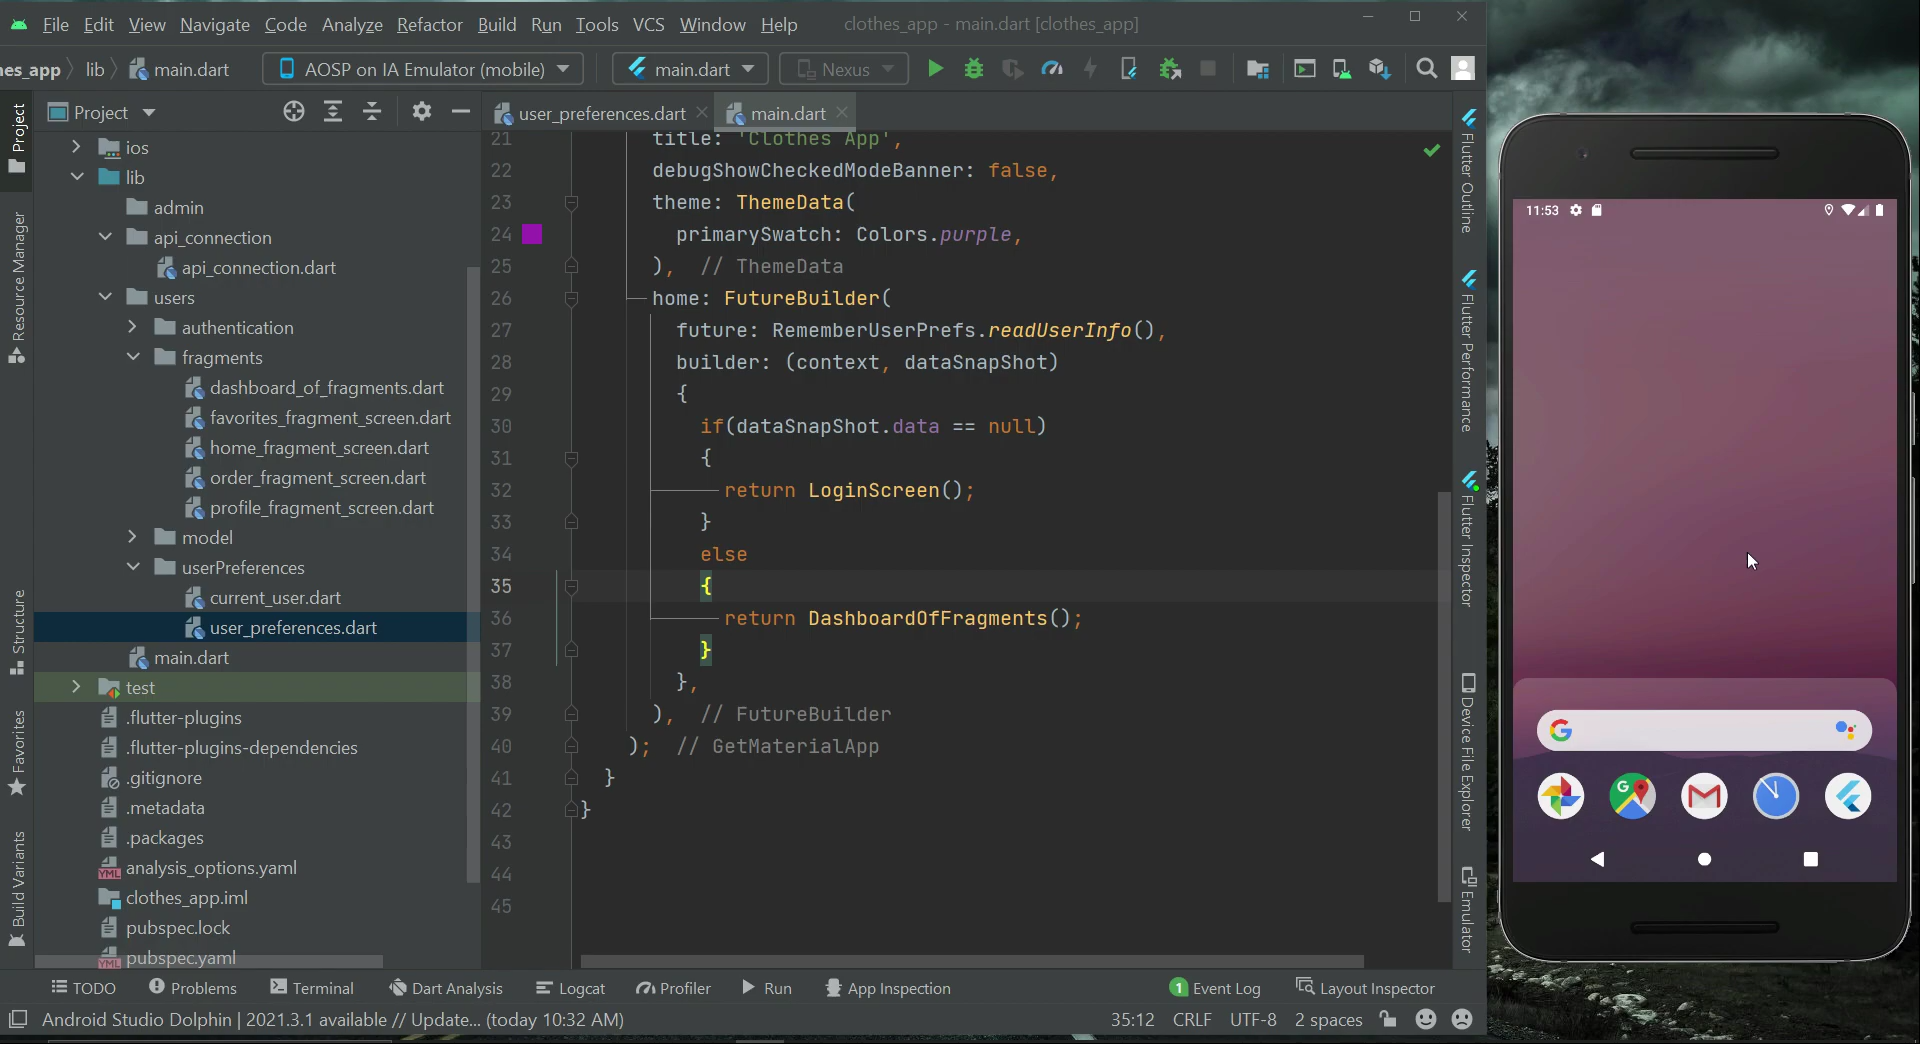 File Edit View Navigate Code Analyze Refactor Build Run Tools VCS Window Help clothes_app - main.dart [clothes_app]
es_app lib main.dart AOSP on IA Emulator (mobile) main.dart Nexus
Project
user_preferences.dart main.dart
Project
Resource Manager
Structure
Favorites
Build Variants
ios
lib
admin
api_connection
api_connection.dart
users
authentication
fragments
dashboard_of_fragments.dart
favorites_fragment_screen.dart
home_fragment_screen.dart
order_fragment_screen.dart
profile_fragment_screen.dart
model
userPreferences
current_user.dart
user_preferences.dart
main.dart
test
.flutter-plugins
.flutter-plugins-dependencies
.gitignore
.metadata
.packages
YML analysis_options.yaml
clothes_app.iml
pubspec.lock
YML pubspec.yaml
21 title: 'Clothes App',
22 debugShowCheckedModeBanner: false,
23 theme: ThemeData(
24 primarySwatch: Colors.purple,
25 ), // ThemeData
26 home: FutureBuilder(
27 future: RememberUserPrefs.readUserInfo(),
28 builder: (context, dataSnapShot)
29 {
30 if(dataSnapShot.data == null)
31 {
32 return LoginScreen();
33 }
34 else
35 {
36 return DashboardOfFragments();
37 }
38 },
39 ), // FutureBuilder
40 ); // GetMaterialApp
41 }
42 }
43
44
45
Flutter Outline
Flutter Performance
Flutter Inspector
Device File Explorer
Emulator
11:53
G
TODO Problems Terminal Dart Analysis Logcat Profiler Run App Inspection 1 Event Log Layout Inspector
Android Studio Dolphin | 2021.3.1 available // Update... (today 10:32 AM) 35:12 CRLF UTF-8 2 spaces